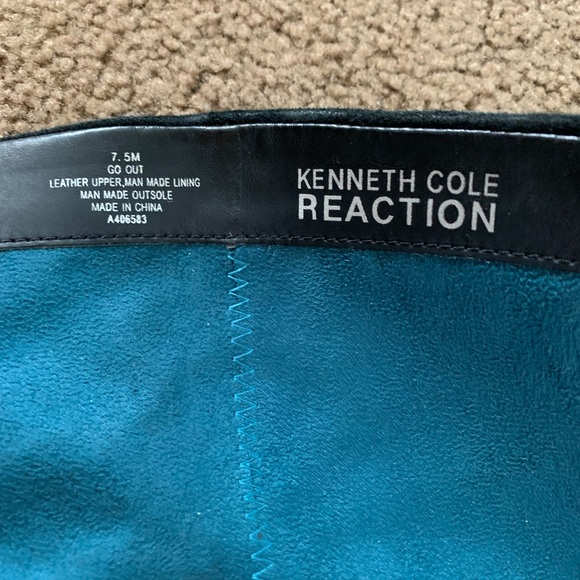 7.5M
GO OUT
LEATHER UPPER,MAN MADE LINING
MAN MADE OUTSOLE
MADE IN CHINA
A406583
KENNETH COLE
REACTION